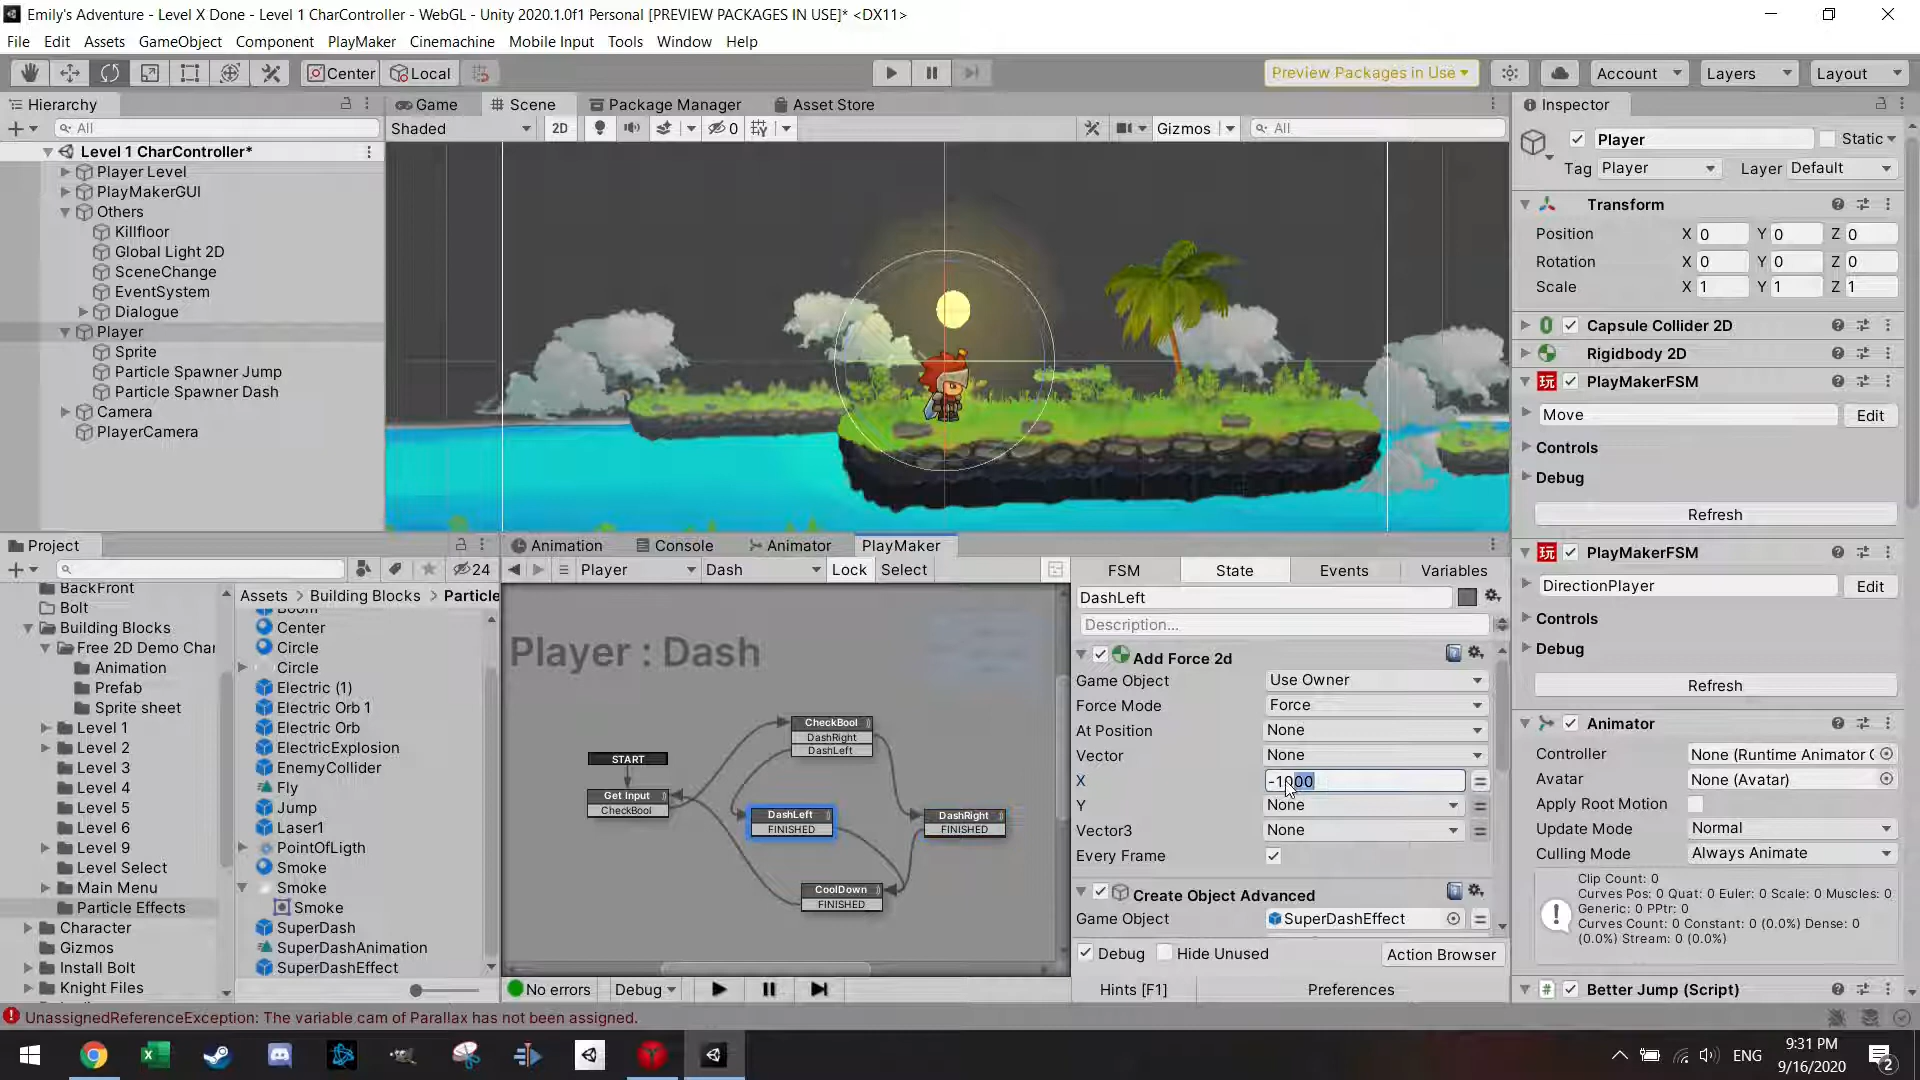 Emily's Adventure - Level X Done - Level 1 CharController - WebGL - Unity 2020.1.0f1 Personal [PREVIEW PACKAGES IN USE]* <DX11>
File Edit Assets GameObject Component PlayMaker Cinemachine Mobile Input Tools Window Help
Center Local Preview Packages in Use Account Layers Layout
Hierarchy Game Scene Package Manager Asset Store Inspector
All Shaded 2D 0 Gizmos All
Level 1 CharController*
Player Level
PlayMakerGUI
Others
Killfloor
Global Light 2D
SceneChange
EventSystem
Dialogue
Player
Sprite
Particle Spawner Jump
Particle Spawner Dash
Camera
PlayerCamera
Player Static
Tag Player Layer Default
Transform
Position X 0 Y 0 Z 0
Rotation X 0 Y 0 Z 0
Scale X 1 Y 1 Z 1
Capsule Collider 2D
Rigidbody 2D
PlayMakerFSM
Move Edit
Controls
Debug
Refresh
PlayMakerFSM
DirectionPlayer Edit
Controls
Debug
Refresh
Animator
Controller None (Runtime Animator C
Avatar None (Avatar)
Apply Root Motion
Update Mode Normal
Culling Mode Always Animate
Clip Count: 0
Curves Pos: 0 Quat: 0 Euler: 0 Scale: 0 Muscles: 0
Generic: 0 PPtr: 0
Curves Count: 0 Constant: 0 (0.0%) Dense: 0
(0.0%) Stream: 0 (0.0%)
Better Jump (Script)
Project
24
BackFront
Bolt
Building Blocks
Free 2D Demo Char
Animation
Prefab
Sprite sheet
Level 1
Level 2
Level 3
Level 4
Level 5
Level 6
Level 9
Level Select
Main Menu
Particle Effects
Character
Gizmos
Install Bolt
Knight Files
Assets Building Blocks Particle
Boom
Center
Circle
Circle
Electric (1)
Electric Orb 1
Electric Orb
ElectricExplosion
EnemyCollider
Fly
Jump
Laser1
PointOfLigth
Smoke
Smoke
Smoke
SuperDash
SuperDashAnimation
SuperDashEffect
Animation Console Animator PlayMaker
Player Dash Lock Select
Player : Dash
START
Get Input
CheckBool
CheckBool
DashRight
DashLeft
DashLeft
FINISHED
DashRight
FINISHED
CoolDown
FINISHED
No errors Debug
FSM State Events Variables
DashLeft
Description...
Add Force 2d
Game Object Use Owner
Force Mode Force
At Position None
Vector None
X -1000
Y None
Vector3 None
Every Frame
Create Object Advanced
Game Object SuperDashEffect
Debug Hide Unused Action Browser
Hints [F1] Preferences
UnassignedReferenceException: The variable cam of Parallax has not been assigned.
ENG
9:31 PM
9/16/2020
2